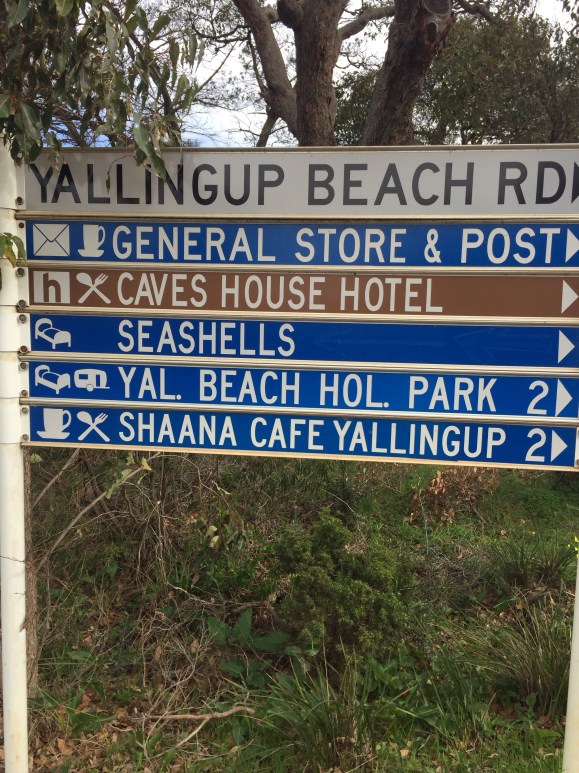 YALLINGUP BEACH RD
GENERAL STORE & POST
h CAVES HOUSE HOTEL
SEASHELLS
YAL. BEACH HOL. PARK 2
SHAANA CAFE YALLINGUP 2